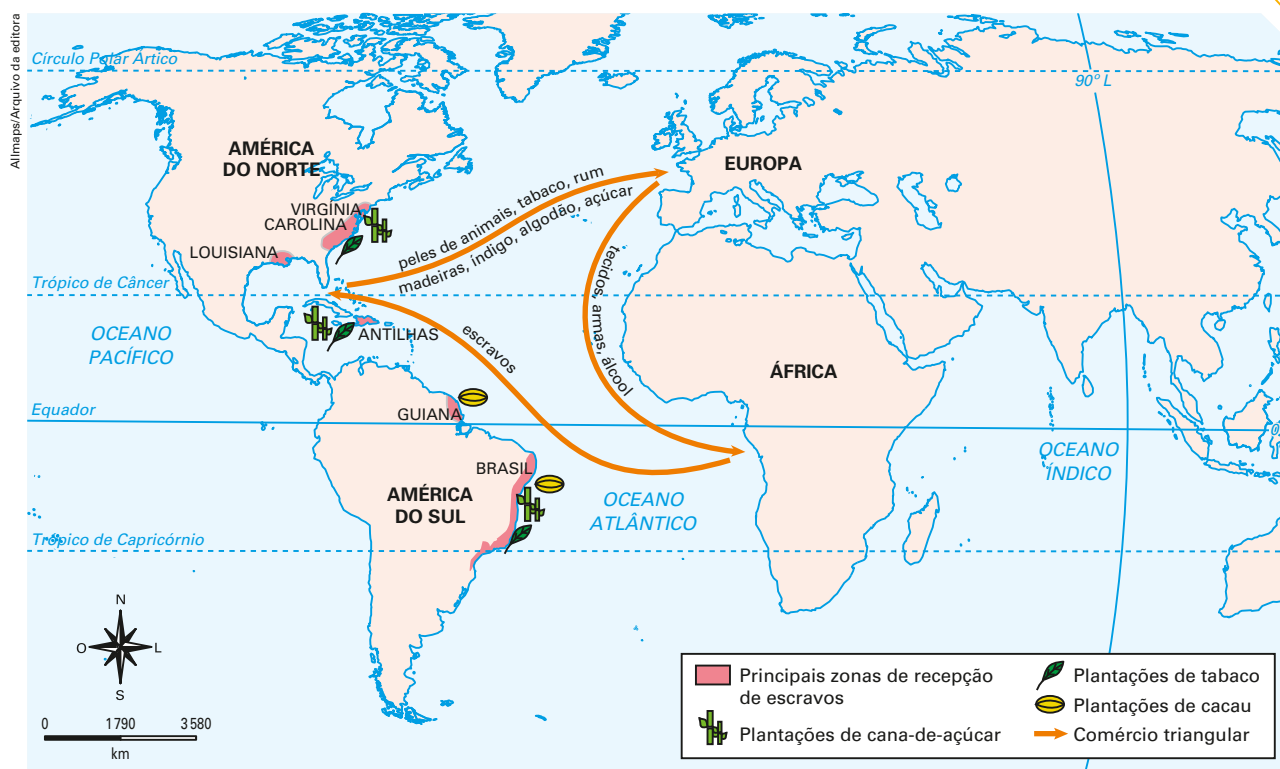 Allmaps/Arquivo da editora
Círculo Polar Ártico
90º L
AMÉRICA
DO NORTE
EUROPA
VIRGÍNIA
CAROLINA
LOUISIANA
peles de animais, tabaco, rum
madeiras, índigo, algodão, açúcar
tecidos, armas, álcool
Trópico de Câncer
OCEANO
PACÍFICO
ANTILHAS
escravos
ÁFRICA
Equador
0
GUIANA
BRASIL
AMÉRICA
DO SUL
OCEANO
ATLÂNTICO
OCEANO
ÍNDICO
Trópico de Capricórnio
N
O
L
S
0 1790 3580
km
Principais zonas de recepção
de escravos
Plantações de cana-de-açúcar
Plantações de tabaco
Plantações de cacau
Comércio triangular